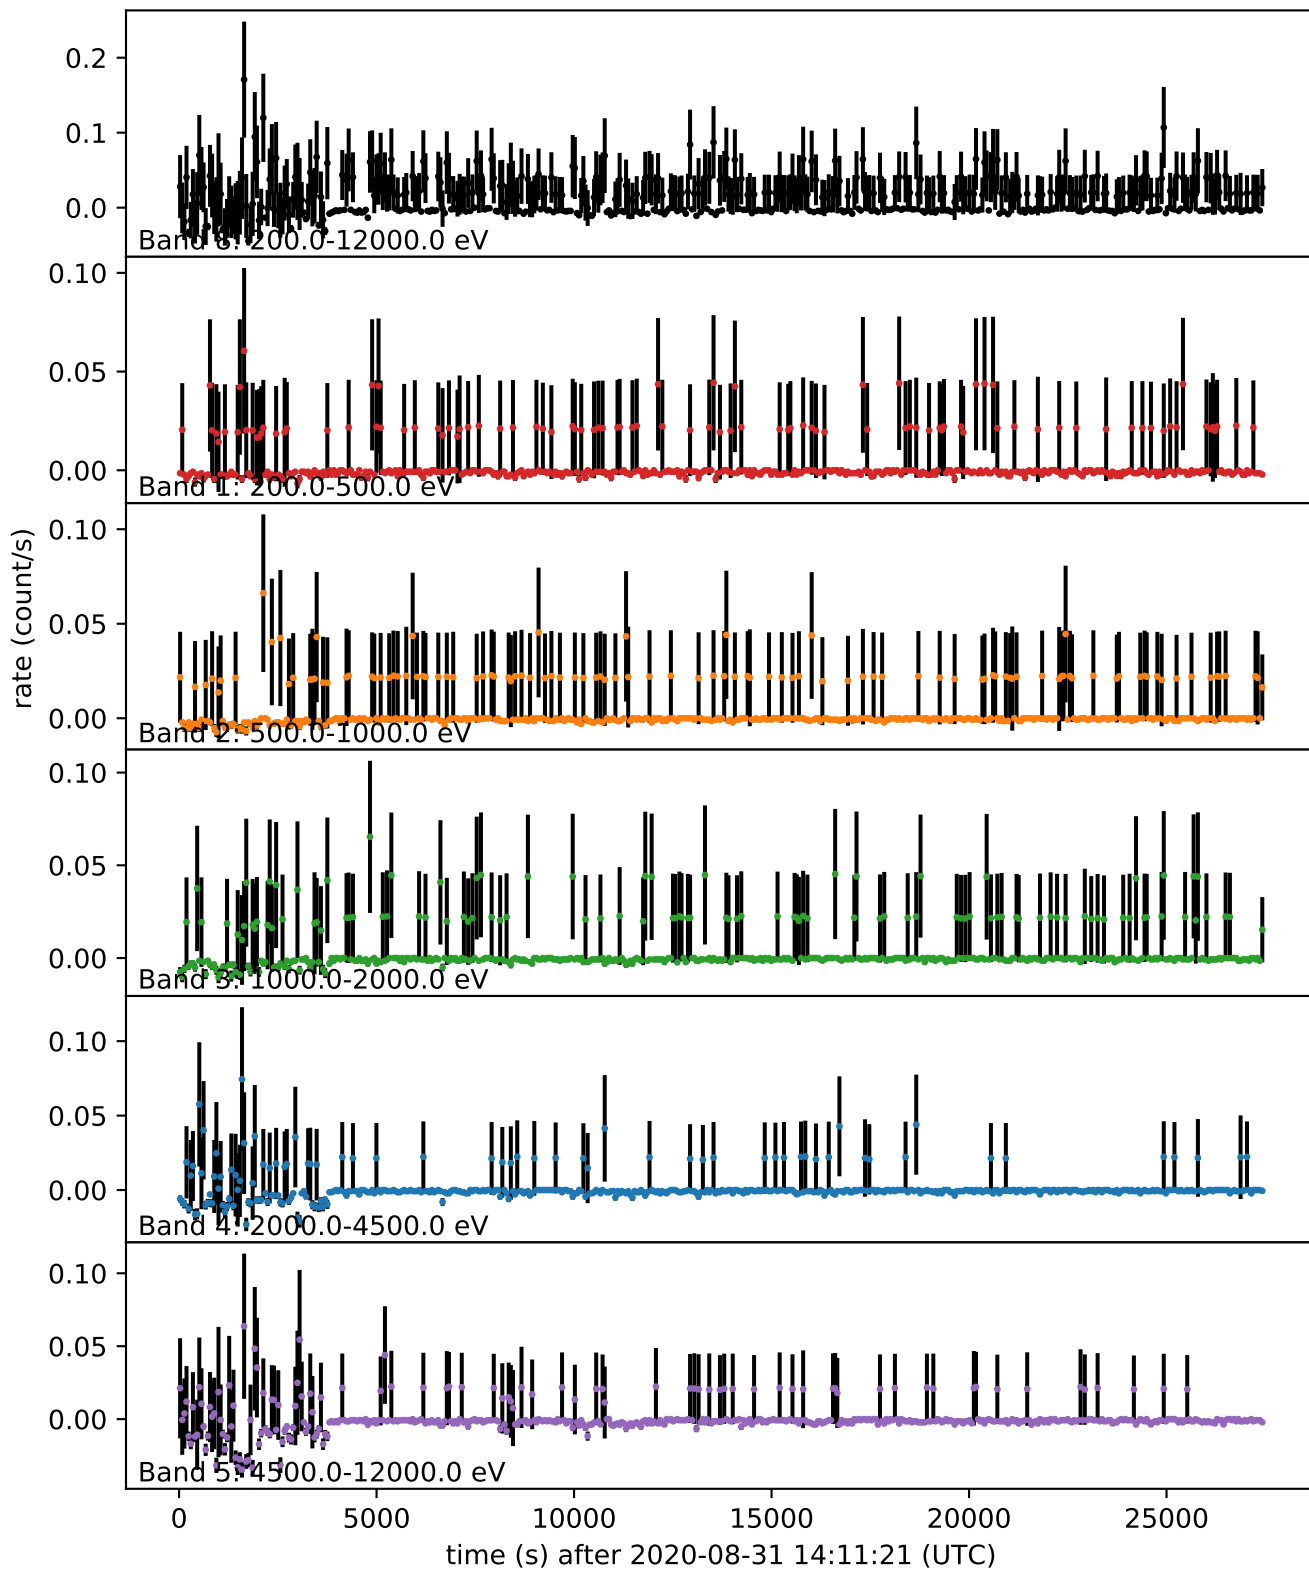 0.2
0.1
0.0
Band 8: 200.0-12000.0 eV
0.10
0.05
0.00
Band 1: 200.0-500.0 eV
0.10
0.05
0.00
Band 2: 500.0-1000.0 eV
rate (count/s)
0.10
0.05
0.00
Band 3: 1000.0-2000.0 eV
0.10
0.05
0.00
Band 4: 2000.0-4500.0 eV
0.10
0.05
0.00
Band 5: 4500.0-12000.0 eV
0 5000 10000 15000 20000 25000
time (s) after 2020-08-31 14:11:21 (UTC)